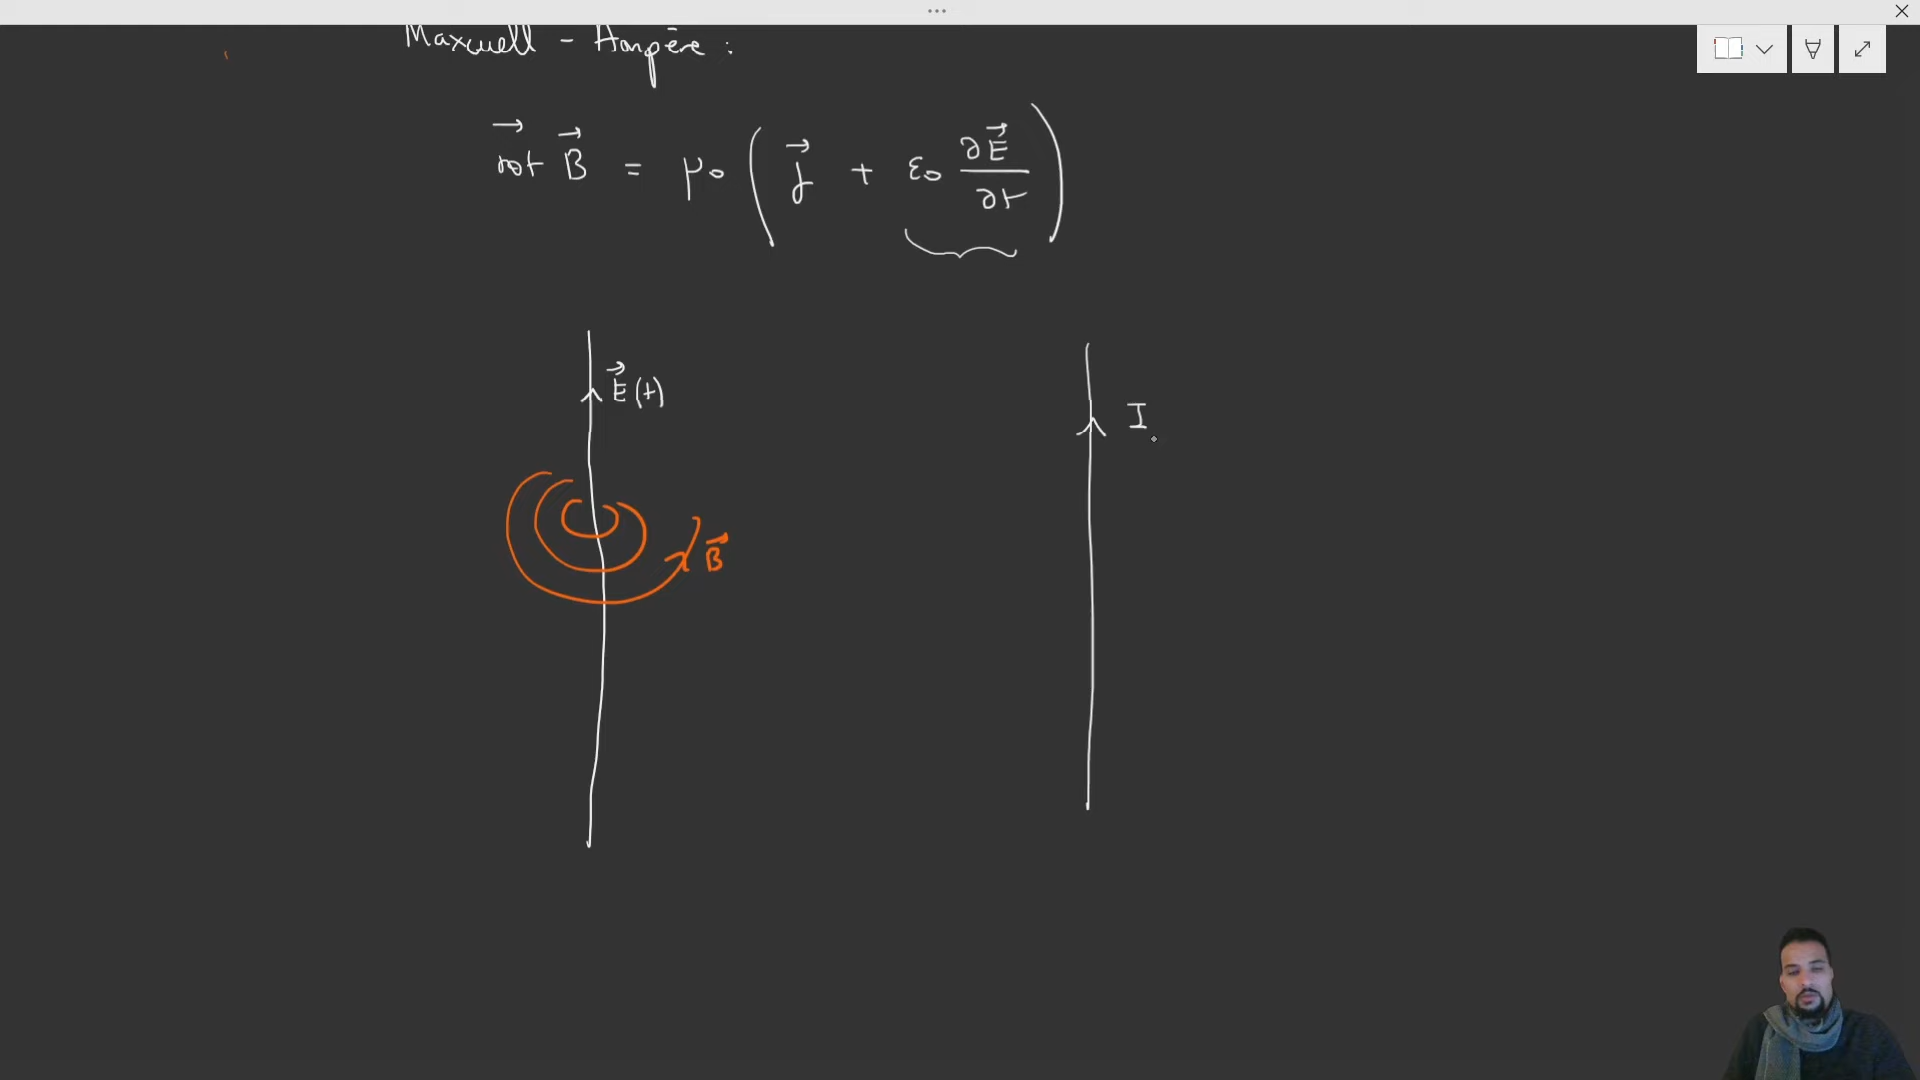 Maxwell - Ampère :
→rot →B = μ₀ ( →j + ε₀ ∂→E/∂t )
→E (t)
I
→B